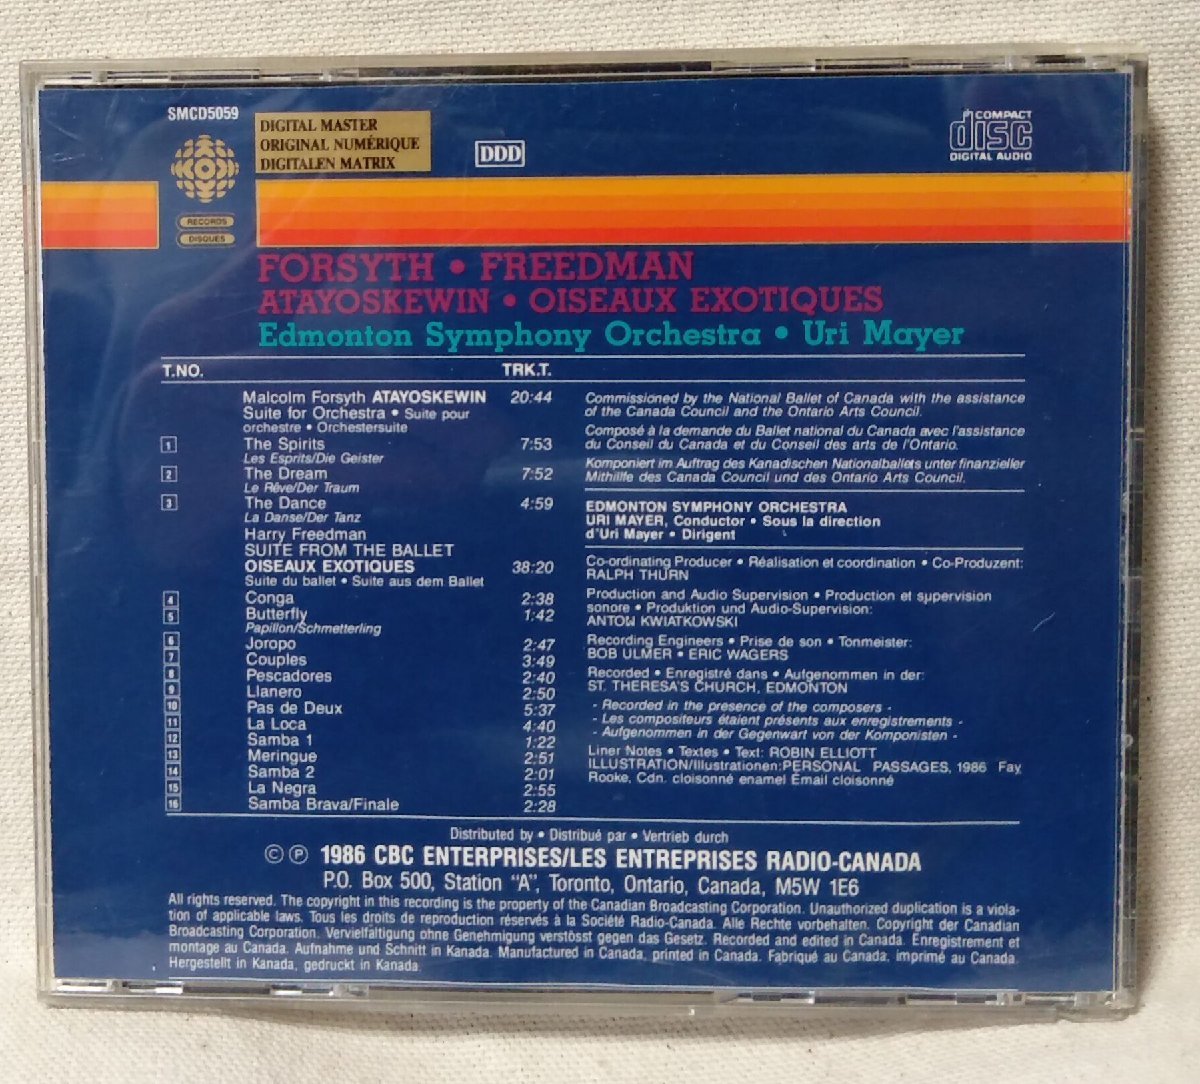 SMCD5059
DIGITAL MASTER
ORIGINAL NUMÉRIQUE
DIGITALEN MATRIX
DDD
COMPACT
disc
DIGITAL AUDIO
RECORDS
DISQUES
FORSYTH • FREEDMAN
ATAYOSKEWIN • OISEAUX EXOTIQUES
Edmonton Symphony Orchestra • Uri Mayer
T.NO. TRK.T.
Malcolm Forsyth ATAYOSKEWIN 20:44
Suite for Orchestra • Suite pour
orchestre • Orchestersuite
1 The Spirits 7:53
Les Esprits/Die Geister
2 The Dream 7:52
Le Rêve/Der Traum
3 The Dance 4:59
La Danse/Der Tanz
Harry Freedman
SUITE FROM THE BALLET
OISEAUX EXOTIQUES 38:20
Suite du ballet • Suite aus dem Ballet
4 Conga 2:38
5 Butterfly 1:42
Papillon/Schmetterling
6 Joropo 2:47
7 Couples 3:49
8 Pescadores 2:40
9 Llanero 2:50
10 Pas de Deux 5:37
11 La Loca 4:40
12 Samba 1 1:22
13 Meringue 2:51
14 Samba 2 2:01
15 La Negra 2:55
16 Samba Brava/Finale 2:28
Commissioned by the National Ballet of Canada with the assistance
of the Canada Council and the Ontario Arts Council.
Composé à la demande du Ballet national du Canada avec l'assistance
du Conseil du Canada et du Conseil des arts de l'Ontario.
Komponiert im Auftrag des Kanadischen Nationalballets unter finanzieller
Mithilfe des Canada Council und des Ontario Arts Council.
EDMONTON SYMPHONY ORCHESTRA
URI MAYER, Conductor • Sous la direction
d'Uri Mayer • Dirigent
Co-ordinating Producer • Réalisation et coordination • Co-Produzent:
RALPH THURN
Production and Audio Supervision • Production et supervision
sonore • Produktion und Audio-Supervision:
ANTON KWIATKOWSKI
Recording Engineers • Prise de son • Tonmeister:
BOB ULMER • ERIC WAGERS
Recorded • Enregistré dans • Aufgenommen in der:
ST. THERESA'S CHURCH, EDMONTON
- Recorded in the presence of the composers -
- Les compositeurs étaient présents aux enregistrements -
- Aufgenommen in der Gegenwart von der Komponisten -
Liner Notes • Textes • Text: ROBIN ELLIOTT
ILLUSTRATION/Illustrationen:PERSONAL PASSAGES, 1986 Fay
Rooke, Cdn. cloisonné enamel Émail cloisonné
Distributed by • Distribué par • Vertrieb durch
© ℗ 1986 CBC ENTERPRISES/LES ENTREPRISES RADIO-CANADA
P.O. Box 500, Station "A", Toronto, Ontario, Canada, M5W 1E6
All rights reserved. The copyright in this recording is the property of the Canadian Broadcasting Corporation. Unauthorized duplication is a viola-
tion of applicable laws. Tous les droits de reproduction réservés à la Société Radio-Canada. Alle Rechte vorbehalten. Copyright der Canadian
Broadcasting Corporation. Vervielfältigung ohne Genehmigung verstösst gegen das Gesetz. Recorded and edited in Canada. Enregistrement et
montage au Canada. Aufnahme und Schnitt in Kanada. Manufactured in Canada, printed in Canada. Fabriqué au Canada, imprimé au Canada.
Hergestellt in Kanada, gedruckt in Kanada.